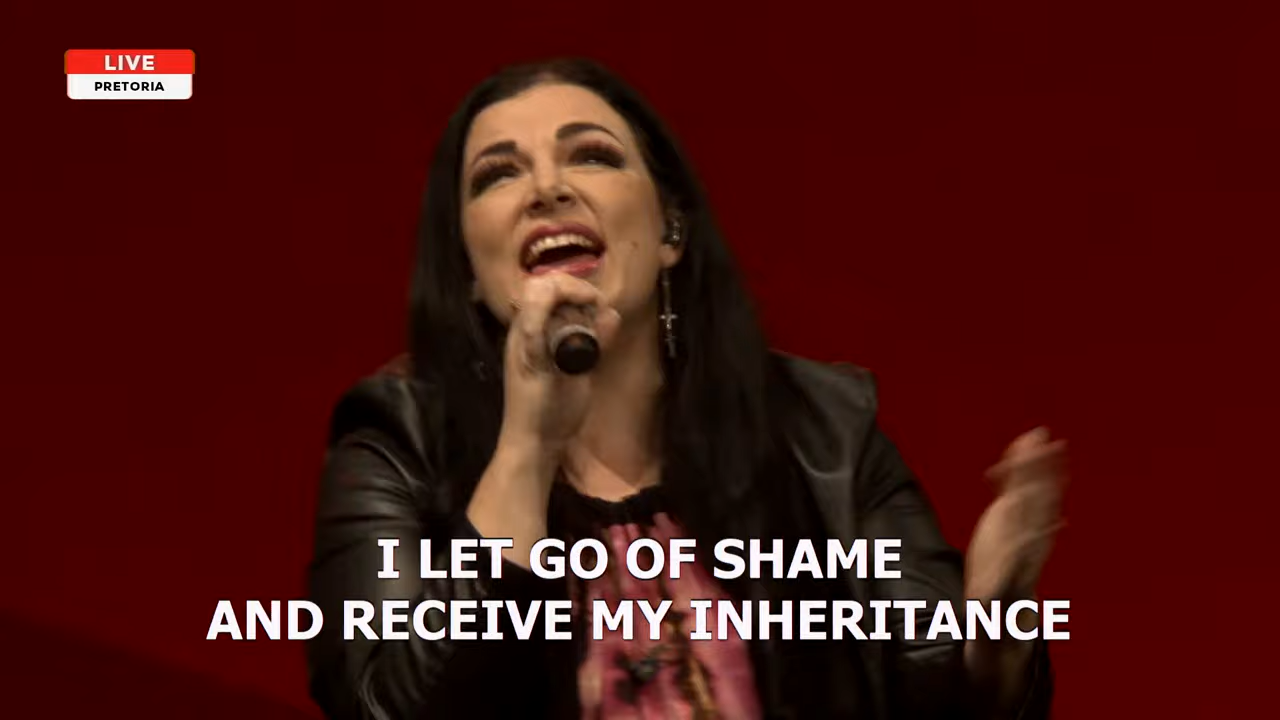 LIVE
PRETORIA
I LET GO OF SHAME
AND RECEIVE MY INHERITANCE